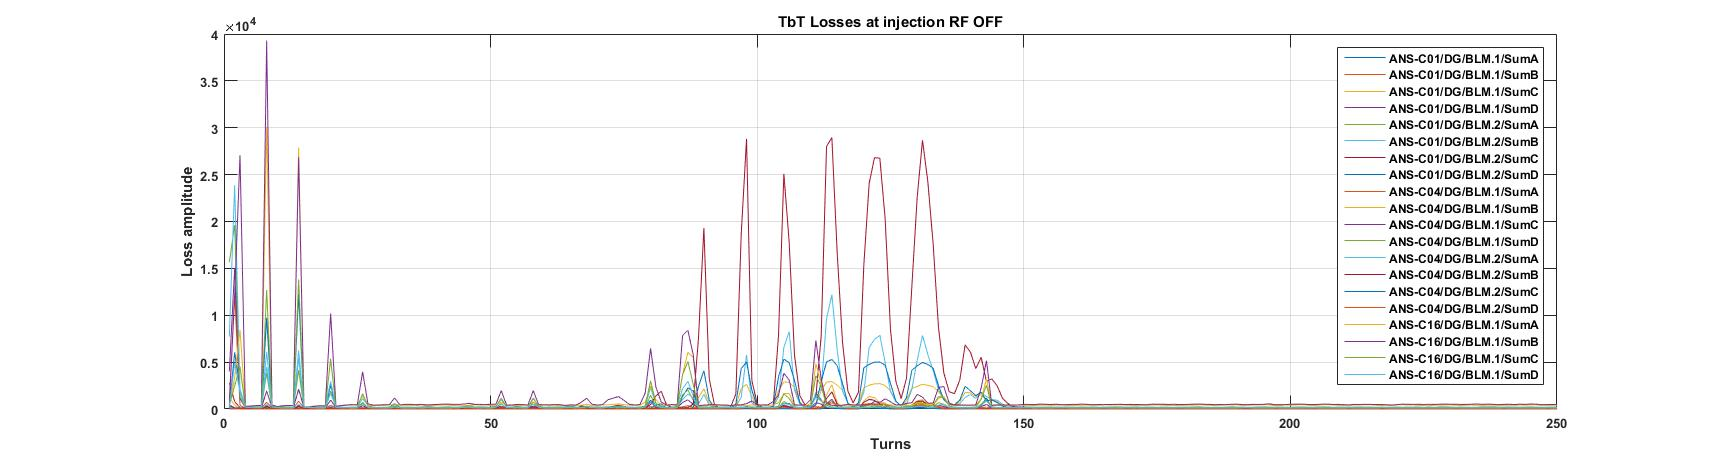 TbT Losses at injection RF OFF
×10⁴
4
3.5
3
2.5
2
1.5
1
0.5
0
Loss amplitude
0 50 100 150 200 250
Turns
ANS-C01/DG/BLM.1/SumA
ANS-C01/DG/BLM.1/SumB
ANS-C01/DG/BLM.1/SumC
ANS-C01/DG/BLM.1/SumD
ANS-C01/DG/BLM.2/SumA
ANS-C01/DG/BLM.2/SumB
ANS-C01/DG/BLM.2/SumC
ANS-C01/DG/BLM.2/SumD
ANS-C04/DG/BLM.1/SumA
ANS-C04/DG/BLM.1/SumB
ANS-C04/DG/BLM.1/SumC
ANS-C04/DG/BLM.1/SumD
ANS-C04/DG/BLM.2/SumA
ANS-C04/DG/BLM.2/SumB
ANS-C04/DG/BLM.2/SumC
ANS-C04/DG/BLM.2/SumD
ANS-C16/DG/BLM.1/SumA
ANS-C16/DG/BLM.1/SumB
ANS-C16/DG/BLM.1/SumC
ANS-C16/DG/BLM.1/SumD